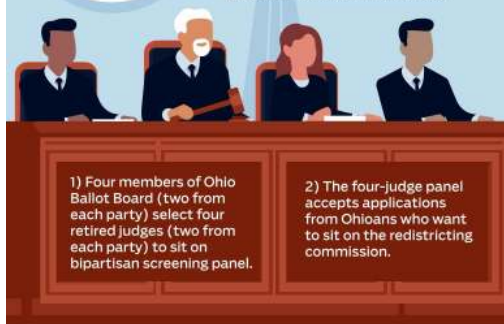 1) Four members of Ohio
Ballot Board (two from
each party) select four
retired judges (two from
each party) to sit on
bipartisan screening panel.
2) The four-judge panel
accepts applications
from Ohioans who want
to sit on the redistricting
commission.